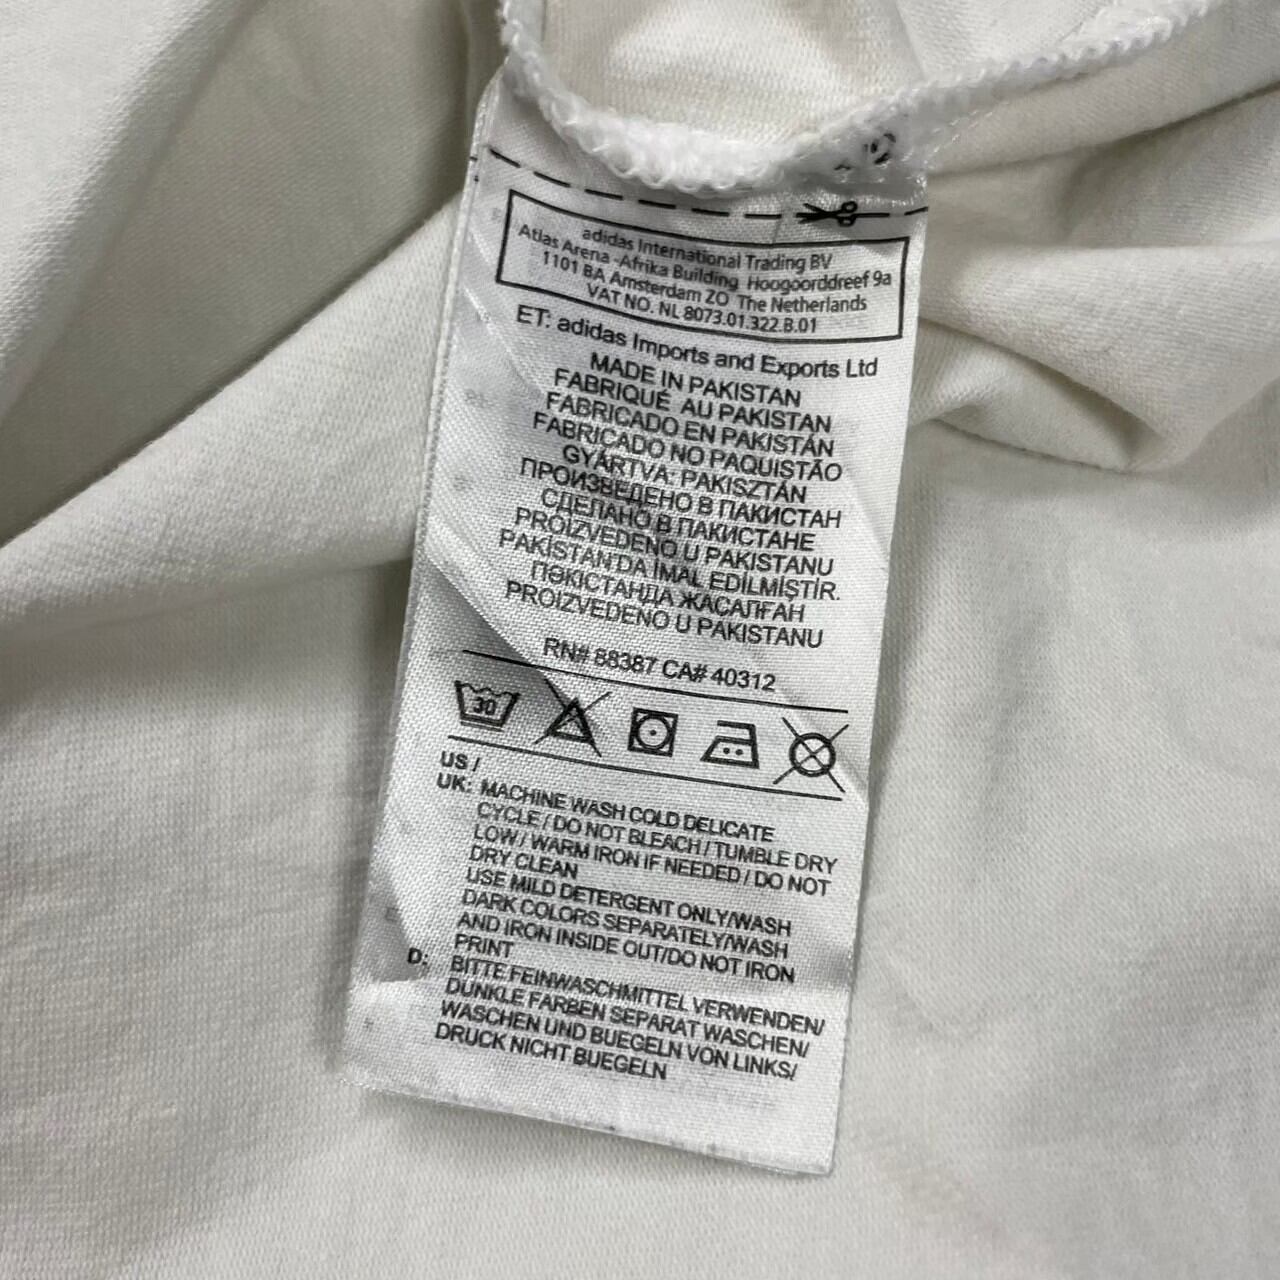 adidas International Trading BV
Atlas Arena -Afrika Building Hoogoorddreef 9a
1101 BA Amsterdam ZO The Netherlands
VAT NO. NL 8073.01.322.B.01
ET: adidas Imports and Exports Ltd
MADE IN PAKISTAN
FABRIQUÉ AU PAKISTAN
FABRICADO EN PAKISTÁN
FABRICADO NO PAQUISTÃO
GYÁRTVA: PAKISZTÁN
ПРОИЗВЕДЕНО В ПАКИСТАН
СДЕЛАНО В ПАКИСТАНЕ
PROIZVEDENO U PAKISTANU
PAKİSTAN'DA İMAL EDİLMİŞTİR.
ПӘКІСТАНДА ЖАСАЛҒАН
PROIZVEDENO U PAKISTANU
RN# 88387 CA# 40312
30
US /
UK: MACHINE WASH COLD DELICATE
CYCLE / DO NOT BLEACH / TUMBLE DRY
LOW / WARM IRON IF NEEDED / DO NOT
DRY CLEAN
USE MILD DETERGENT ONLY/WASH
DARK COLORS SEPARATELY/WASH
AND IRON INSIDE OUT/DO NOT IRON
PRINT
D: BITTE FEINWASCHMITTEL VERWENDEN/
DUNKLE FARBEN SEPARAT WASCHEN/
WASCHEN UND BUEGELN VON LINKS/
DRUCK NICHT BUEGELN